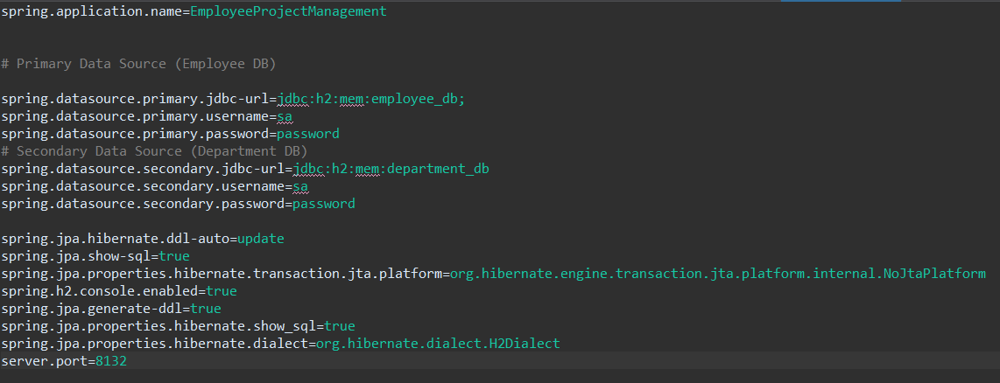 spring.application.name=EmployeeProjectManagement
# Primary Data Source (Employee DB)
spring.datasource.primary.jdbc-url=jdbc:h2:mem:employee_db;
spring.datasource.primary.username=sa
spring.datasource.primary.password=password
# Secondary Data Source (Department DB)
spring.datasource.secondary.jdbc-url=jdbc:h2:mem:department_db
spring.datasource.secondary.username=sa
spring.datasource.secondary.password=password
spring.jpa.hibernate.ddl-auto=update
spring.jpa.show-sql=true
spring.jpa.properties.hibernate.transaction.jta.platform=org.hibernate.engine.transaction.jta.platform.internal.NoJtaPlatform
spring.h2.console.enabled=true
spring.jpa.generate-ddl=true
spring.jpa.properties.hibernate.show_sql=true
spring.jpa.properties.hibernate.dialect=org.hibernate.dialect.H2Dialect
server.port=8132